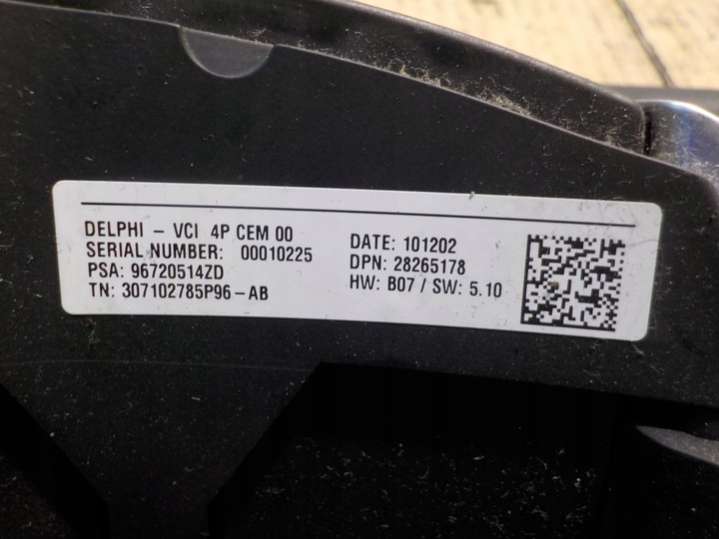 DELPHI - VCI 4P CEM 00
SERIAL NUMBER: 00010225
PSA: 96720514ZD
TN: 307102785P96-AB
DATE: 101202
DPN: 28265178
HW: B07 / SW: 5.10